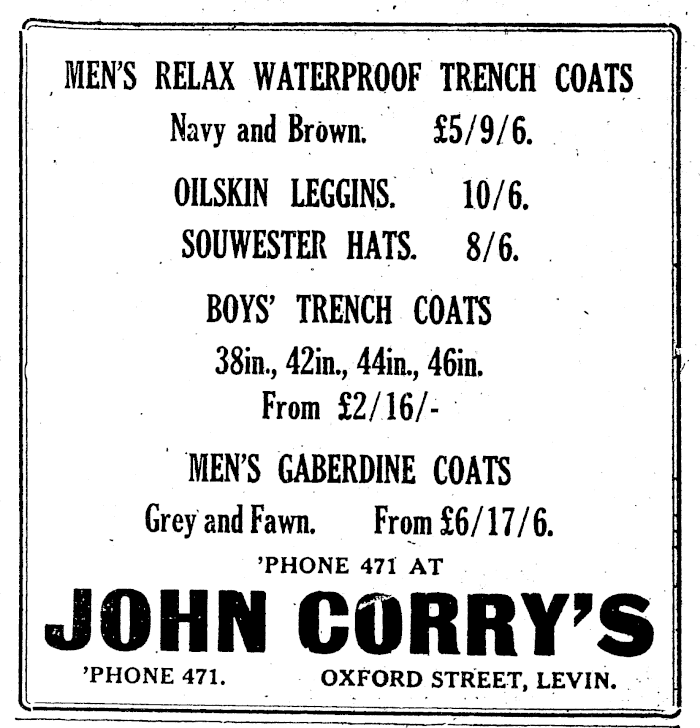 MEN'S RELAX WATERPROOF TRENCH COATS
Navy and Brown. £5/9/6.
OILSKIN LEGGINS. 10/6.
SOUWESTER HATS. 8/6.
BOYS' TRENCH COATS
38in., 42in., 44in., 46in.
From £2/16/-
MEN'S GABERDINE COATS
Grey and Fawn. From £6/17/6.
'PHONE 471 AT
JOHN CORRY'S
'PHONE 471. OXFORD STREET, LEVIN.